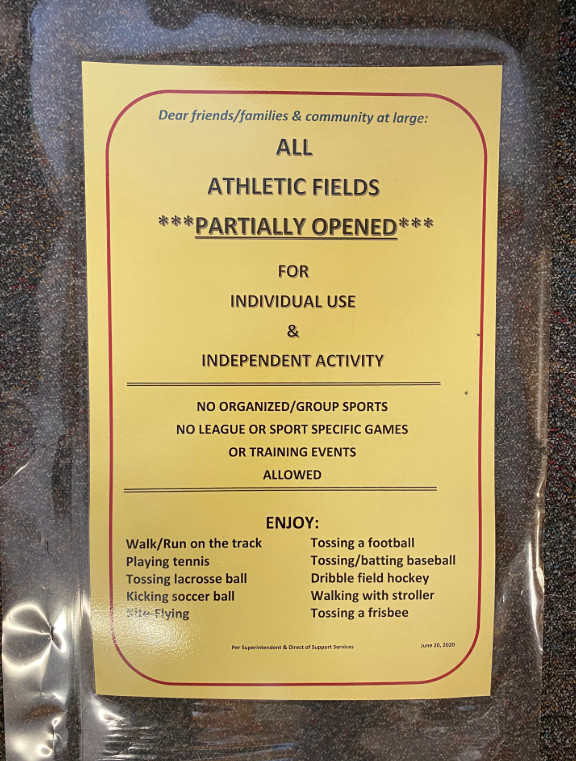 Dear friends/families & community at large:
ALL
ATHLETIC FIELDS
***PARTIALLY OPENED***
FOR
INDIVIDUAL USE
&
INDEPENDENT ACTIVITY
NO ORGANIZED/GROUP SPORTS
NO LEAGUE OR SPORT SPECIFIC GAMES
OR TRAINING EVENTS
ALLOWED
ENJOY:
Walk/Run on the track
Playing tennis
Tossing lacrosse ball
Kicking soccer ball
Kite Flying
Tossing a football
Tossing/batting baseball
Dribble field hockey
Walking with stroller
Tossing a frisbee
Per Superintendent & Direct of Support Services
June 20, 2020